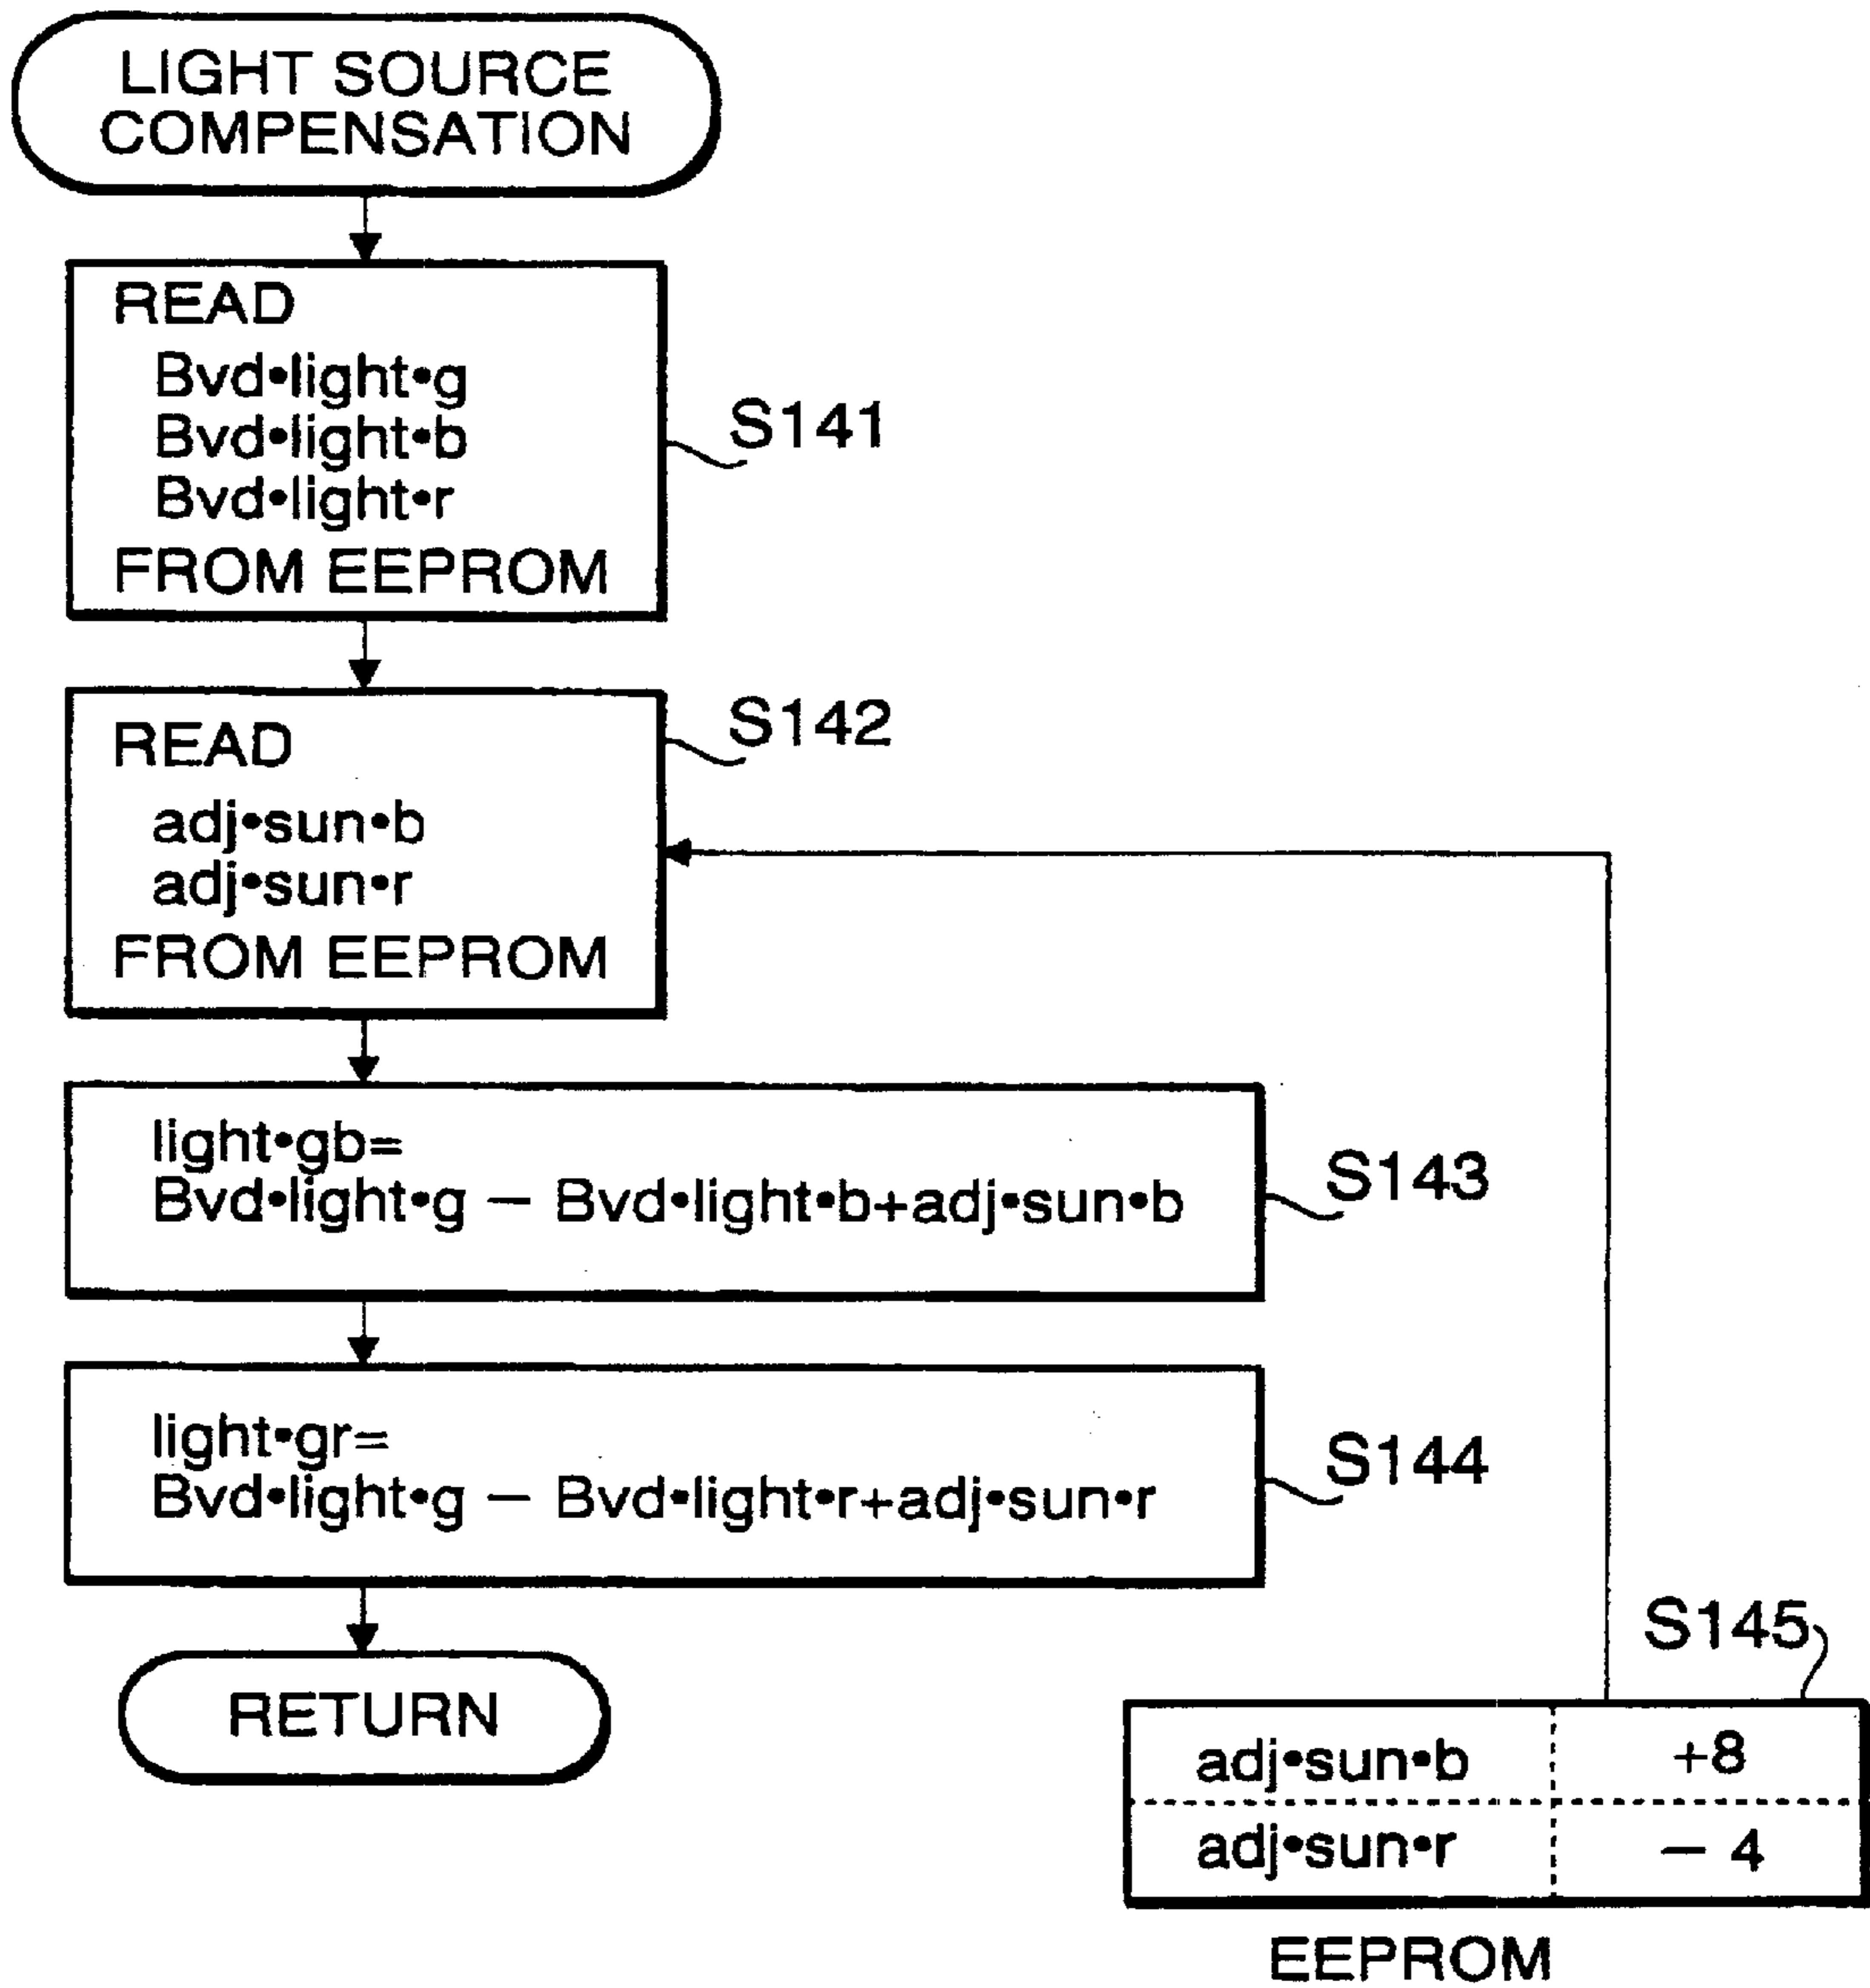 LIGHT SOURCE
COMPENSATION
READ
Bvd•light•g
Bvd•light•b
Bvd•light•r
FROM EEPROM
S141
READ
adj•sun•b
adj•sun•r
FROM EEPROM
S142
light•gb=
Bvd•light•g − Bvd•light•b+adj•sun•b
S143
light•gr=
Bvd•light•g − Bvd•light•r+adj•sun•r
S144
RETURN
S145
adj•sun•b +8
adj•sun•r − 4
EEPROM